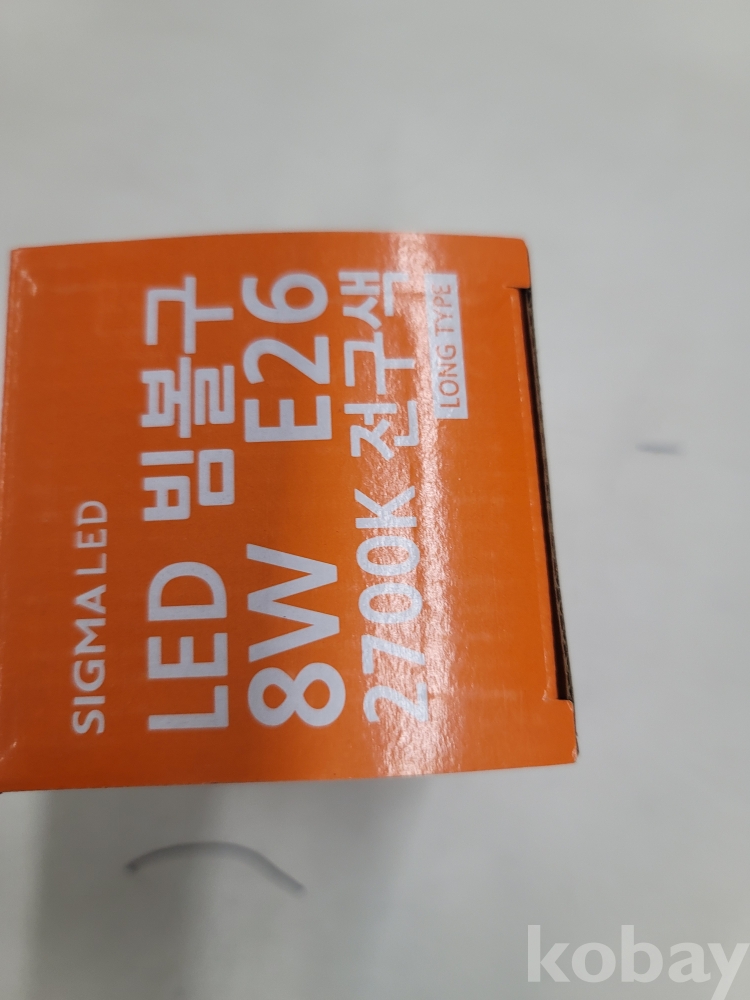 SIGMA LED
LED 빔볼구
8W E26
2700K 전구색
LONG TYPE
kobay